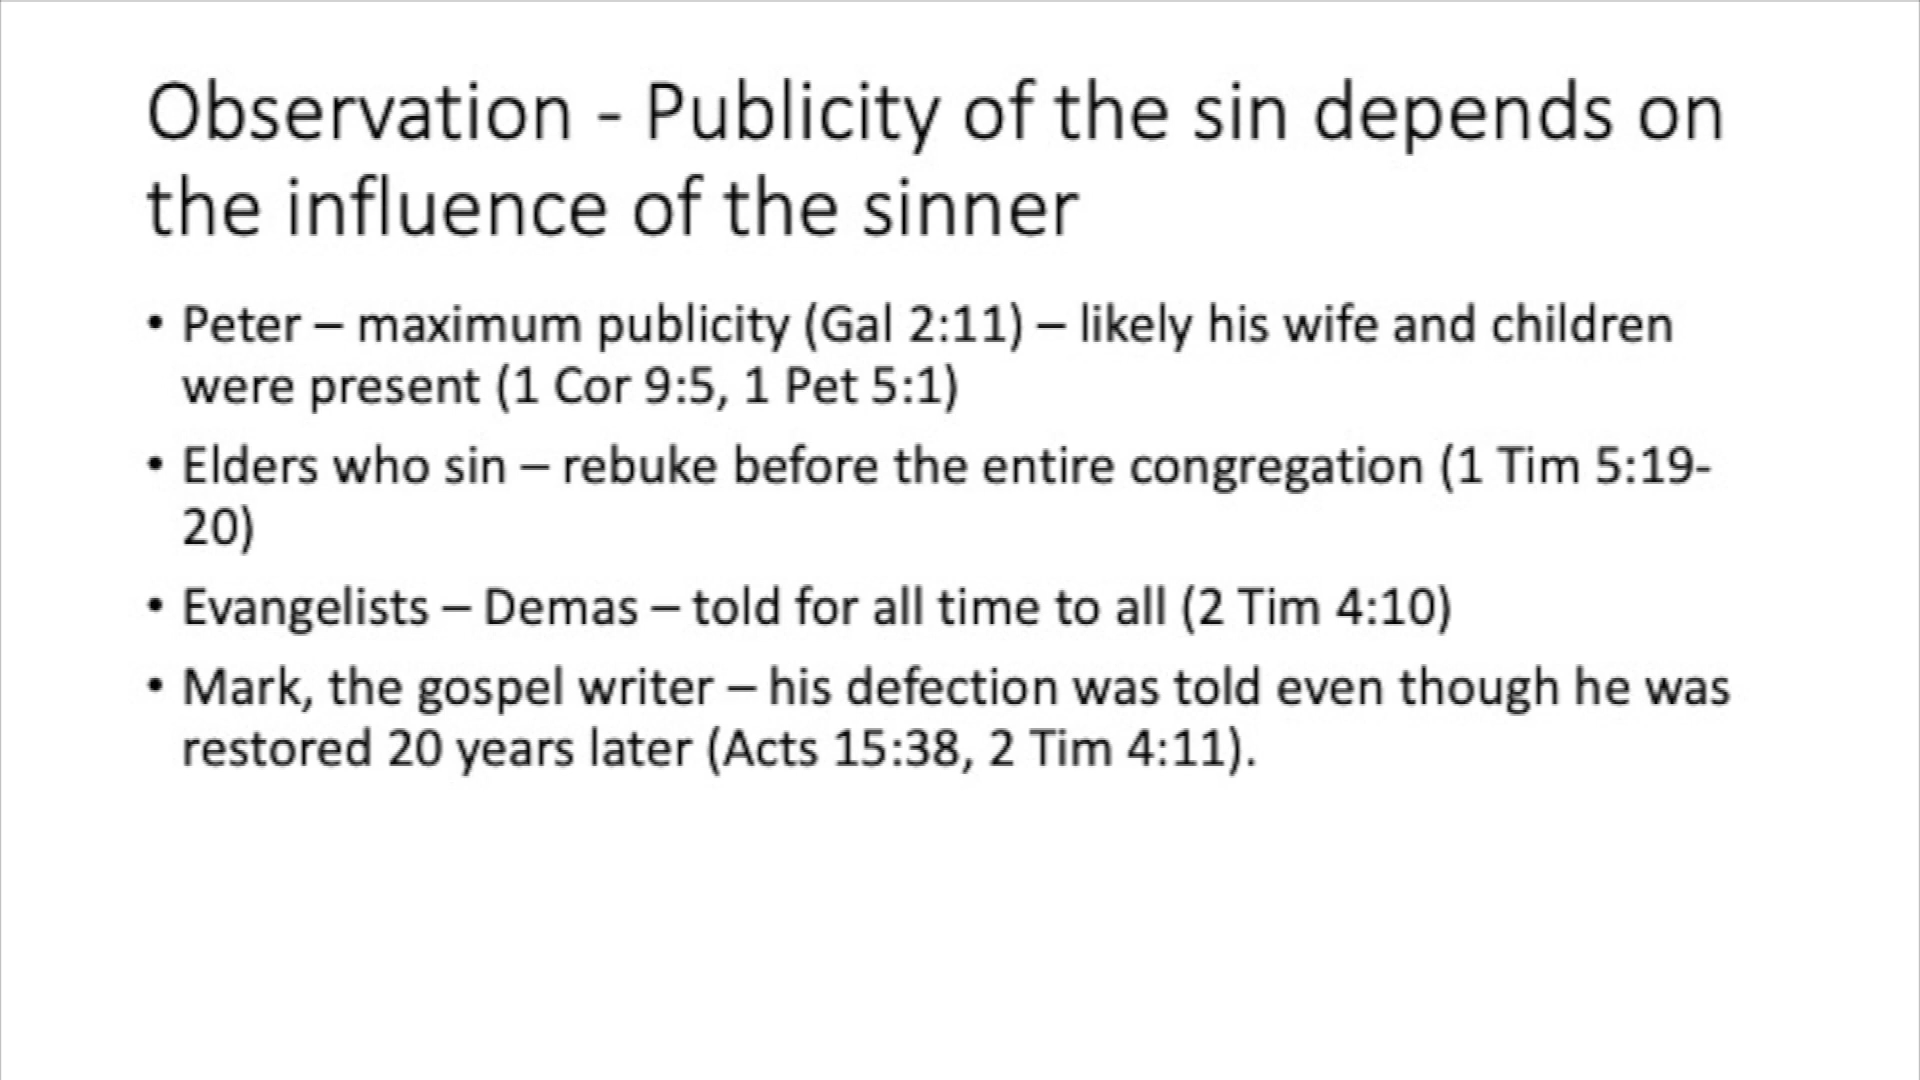 Observation - Publicity of the sin depends on
the influence of the sinner
• Peter – maximum publicity (Gal 2:11) – likely his wife and children
were present (1 Cor 9:5, 1 Pet 5:1)
• Elders who sin – rebuke before the entire congregation (1 Tim 5:19-
20)
• Evangelists – Demas – told for all time to all (2 Tim 4:10)
• Mark, the gospel writer – his defection was told even though he was
restored 20 years later (Acts 15:38, 2 Tim 4:11).